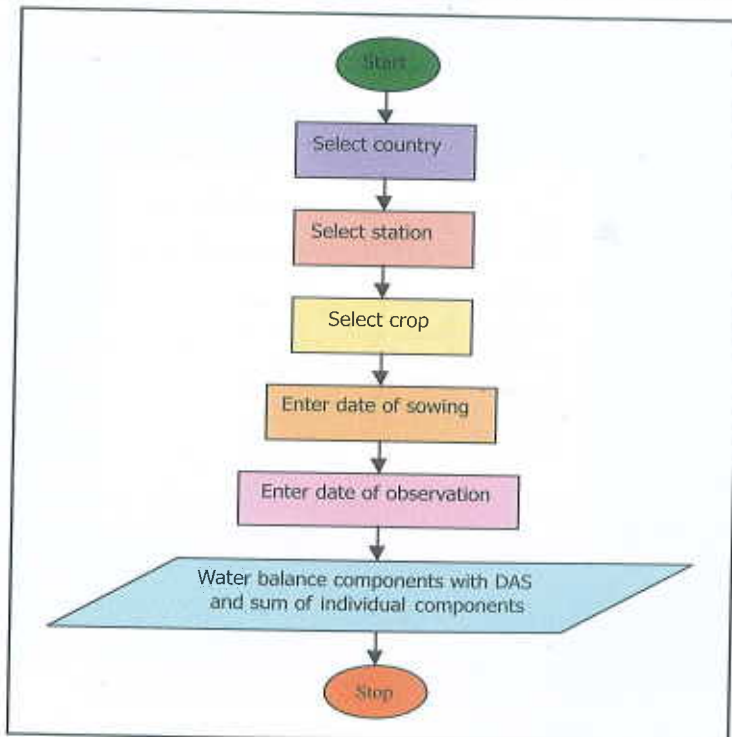 Start
Select country
Select station
Select crop
Enter date of sowing
Enter date of observation
Water balance components with DAS
and sum of individual components
Stop